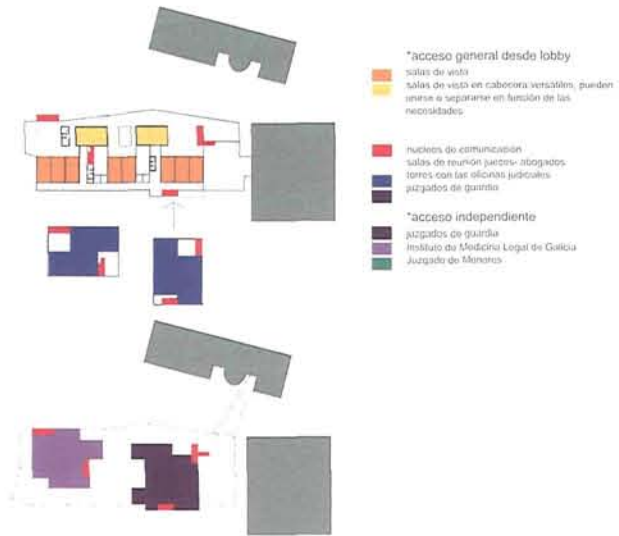 *acceso general desde lobby
salas de vista
salas de vista en cabecera versátiles, pueden
unirse o separarse en función de las
necesidades
nucleos de comunicación
salas de reunión jueces- abogados
torres con las oficinas judiciales
juzgados de guardia
*acceso independiente
juzgados de guardia
Instituto de Medicina Legal de Galicia
Juzgado de Menores